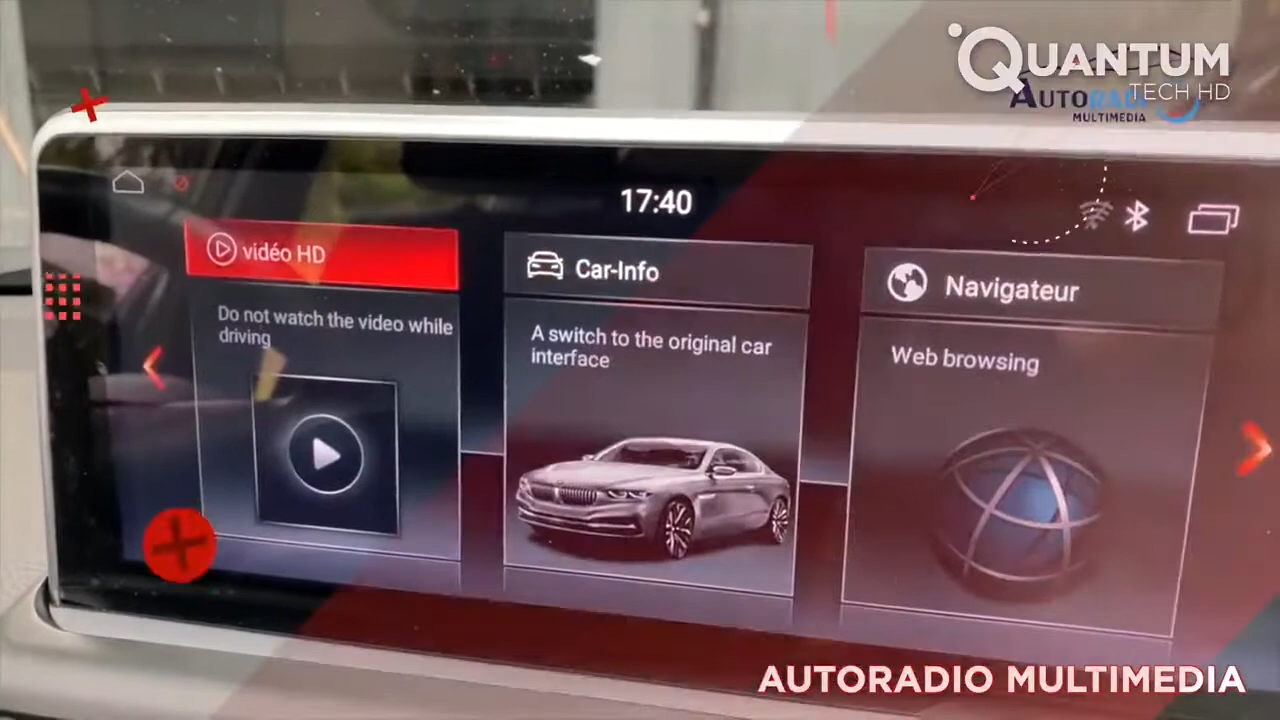 QUANTUM
TECH HD
AUTORADI
MULTIMEDIA
17:40
vidéo HD
Do not watch the video while
driving
Car-Info
A switch to the original car
interface
Navigateur
Web browsing
AUTORADIO MULTIMEDIA